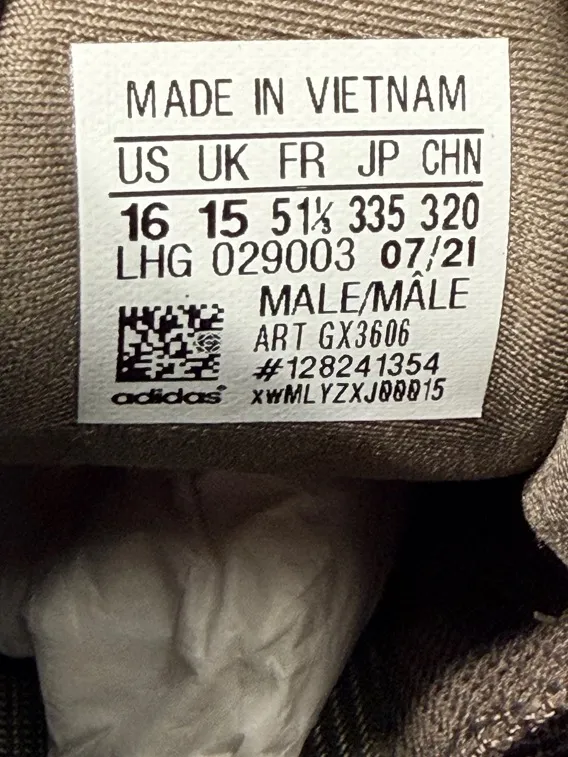 MADE IN VIETNAM
US UK FR JP CHN
16 15 51⅓ 335 320
LHG 029003 07/21
MALE/MÂLE
ART GX3606
#128241354
adidas® xwMLYZXJ000015